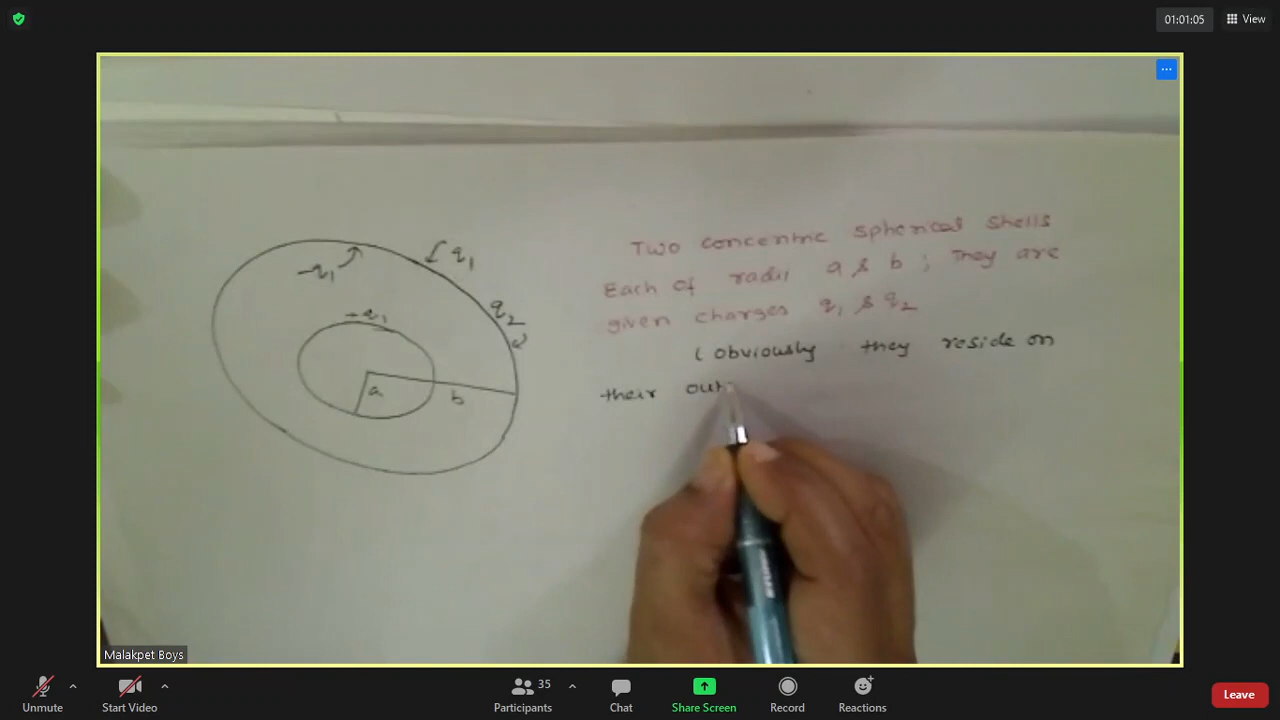 01:01:05 View
Two concentric spherical shells
Each of radii a & b ; They are
given charges q₁ & q₂
( obviously they reside on
their out
-q₁
q₁
q₂
-q₁
a
b
Malakpet Boys
Unmute Start Video 35 Participants Chat Share Screen Record Reactions Leave